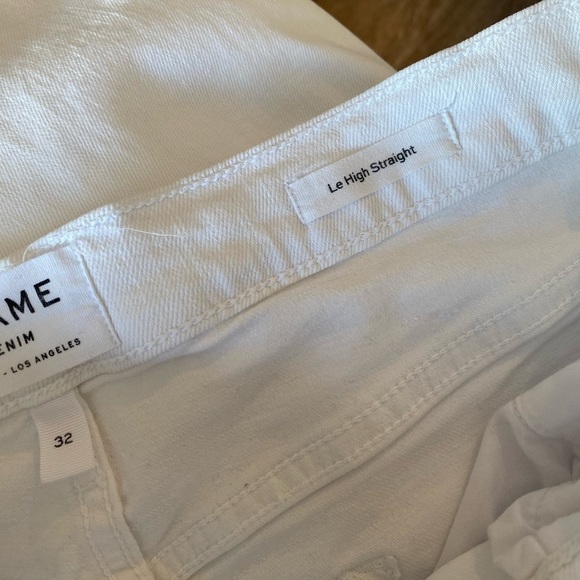 Le High Straight
AME
ENIM
- LOS ANGELES
32